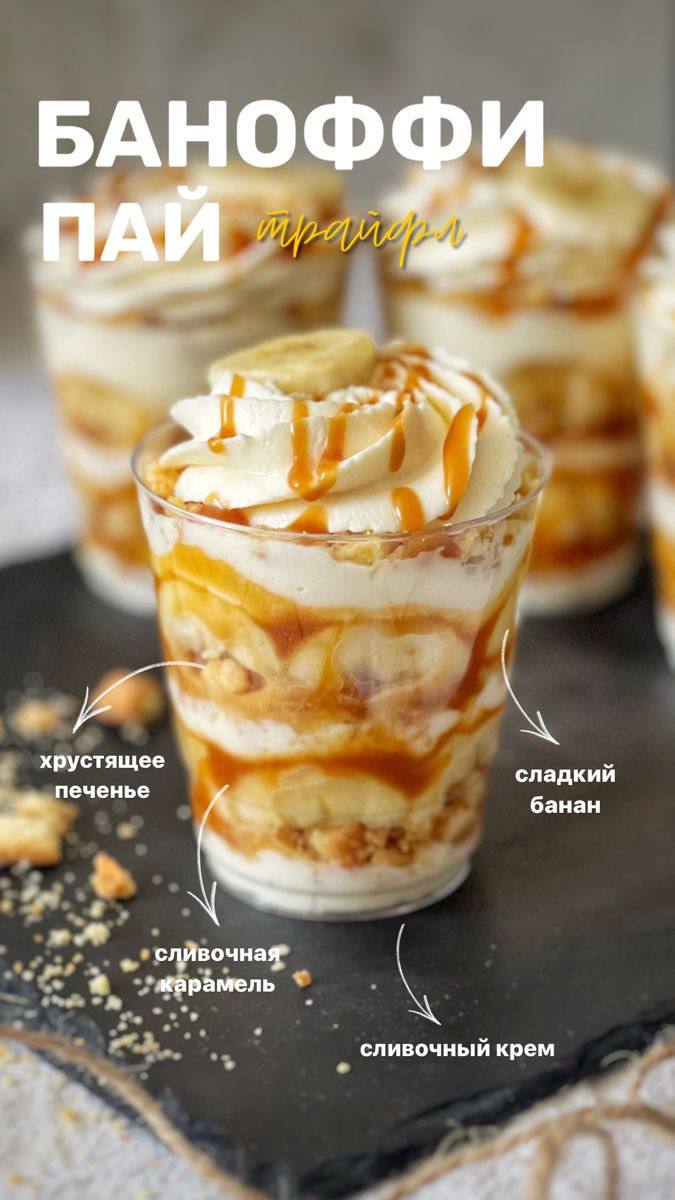 БАНОФФИ
ПАЙ трайфл
хрустящее
печенье
сладкий
банан
сливочная
карамель
сливочный крем